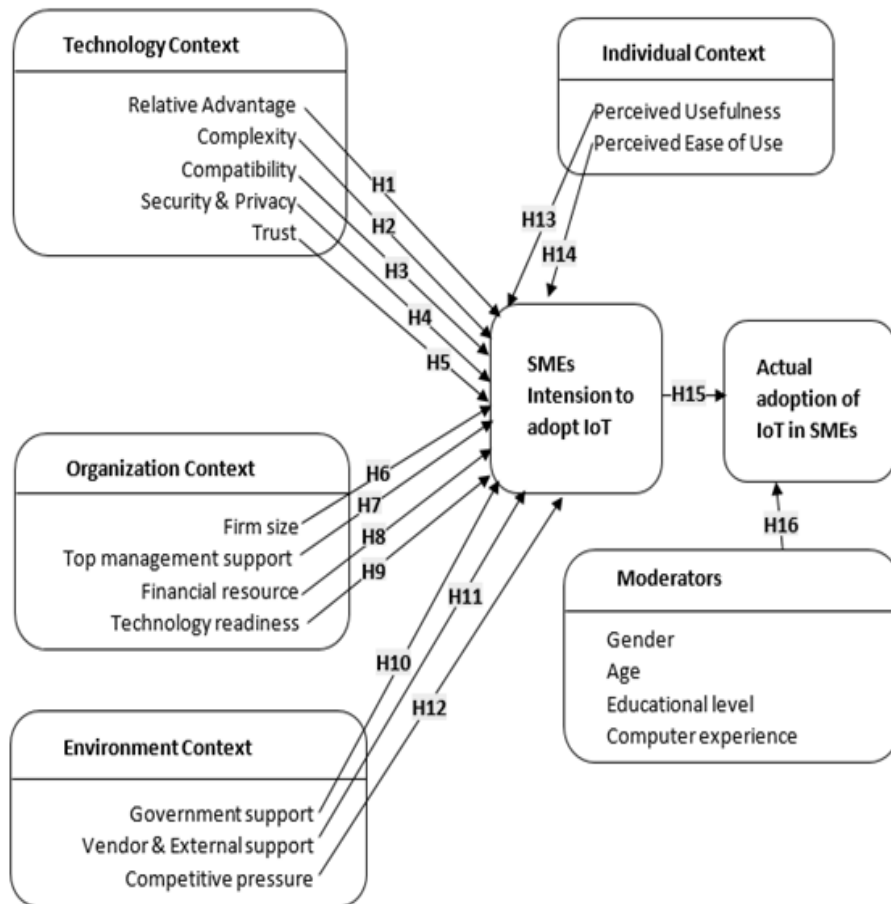 Technology Context
Relative Advantage
Complexity
Compatibility
Security & Privacy
Trust
Individual Context
Perceived Usefulness
Perceived Ease of Use
H1
H2
H3
H4
H5
H13
H14
SMEs
Intension to
adopt IoT
H15
Actual
adoption of
IoT in SMEs
Organization Context
Firm size
Top management support
Financial resource
Technology readiness
H6
H7
H8
H9
H10
H11
H12
H16
Moderators
Gender
Age
Educational level
Computer experience
Environment Context
Government support
Vendor & External support
Competitive pressure